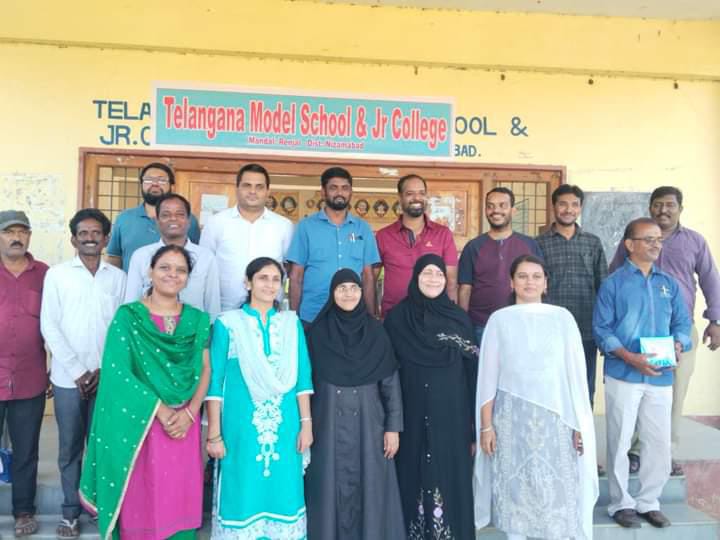 Telangana Model School & Jr College
Mandal: Renjal Dist: Nizamabad
TELA
OOL &
JR.C
BAD.